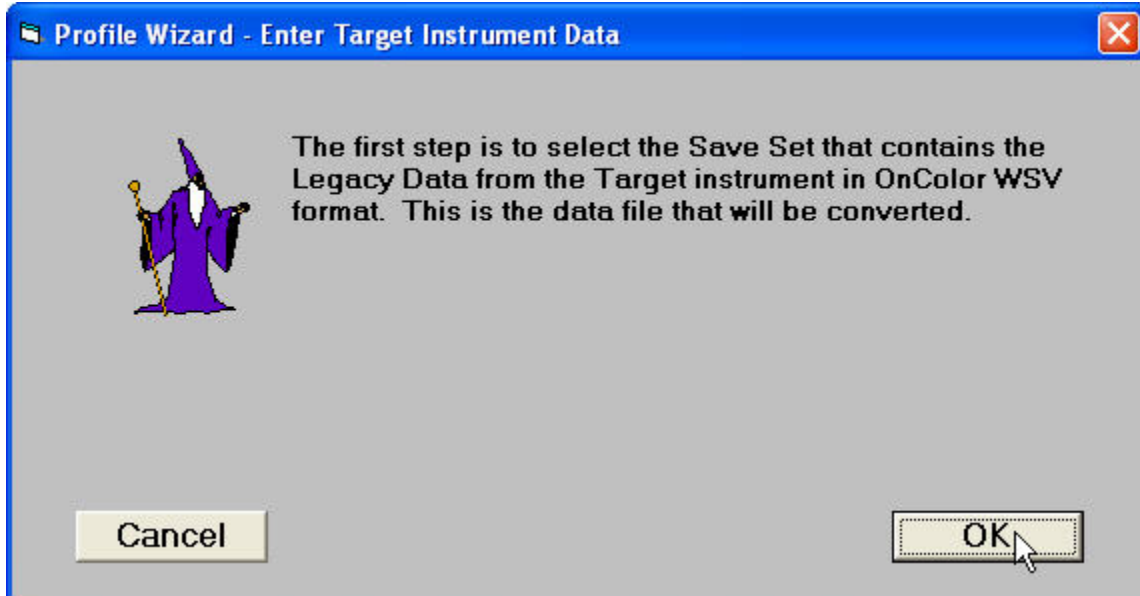 Profile Wizard - Enter Target Instrument Data
The first step is to select the Save Set that contains the
Legacy Data from the Target instrument in OnColor WSV
format.  This is the data file that will be converted.
Cancel
OK